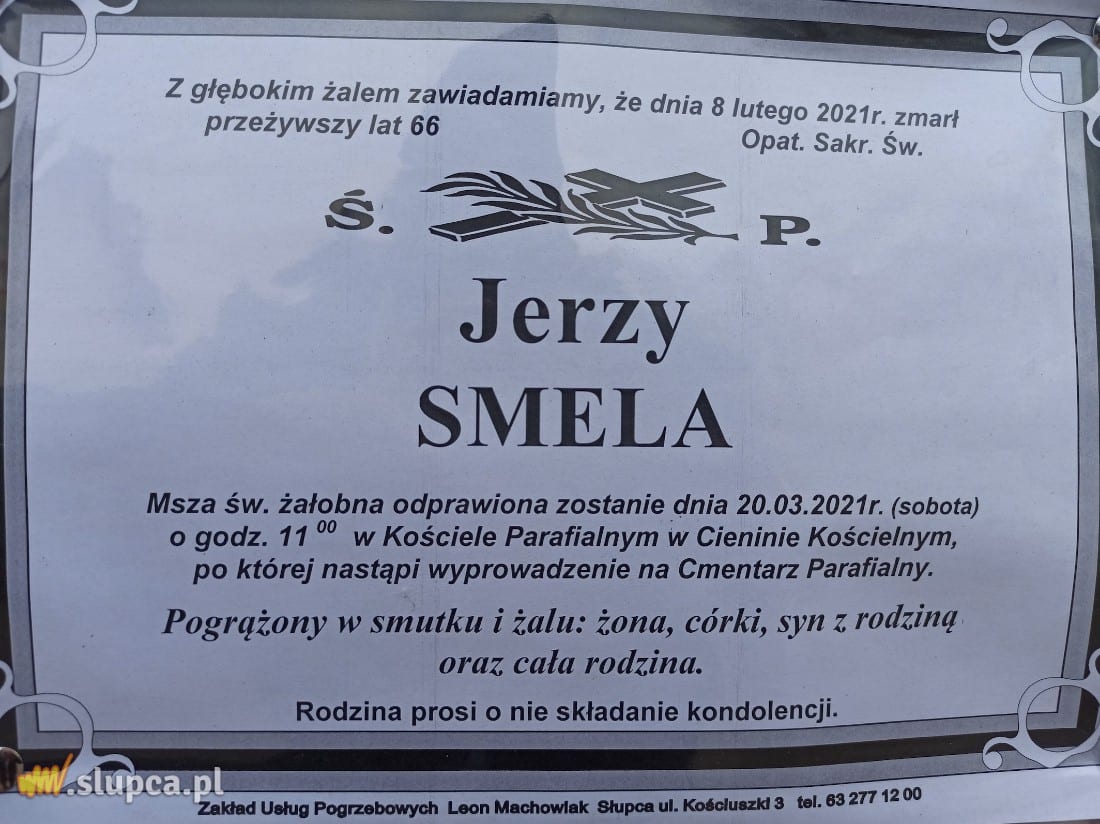 Z głębokim żalem zawiadamiamy, że dnia 8 lutego 2021r. zmarł
przeżywszy lat 66 Opat. Sakr. Św.
Ś. P.
Jerzy
SMELA
Msza św. żałobna odprawiona zostanie dnia 20.03.2021r. (sobota)
o godz. 11 00 w Kościele Parafialnym w Cieninie Kościelnym,
po której nastąpi wyprowadzenie na Cmentarz Parafialny.
Pogrążony w smutku i żalu: żona, córki, syn z rodziną
oraz cała rodzina.
Rodzina prosi o nie składanie kondolencji.
www.slupca.pl
Zakład Usług Pogrzebowych Leon Machowiak Słupca ul. Kościuszki 3 tel. 63 277 12 00